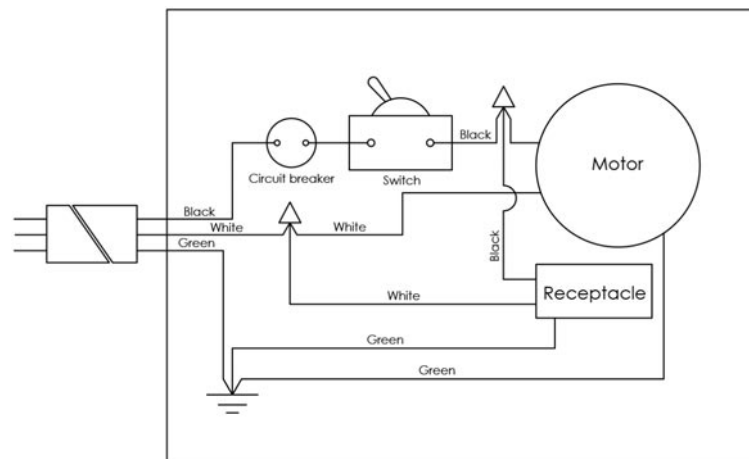 Black
Motor
Circuit breaker
Switch
Black
White
White
Green
Black
Receptacle
White
Green
Green